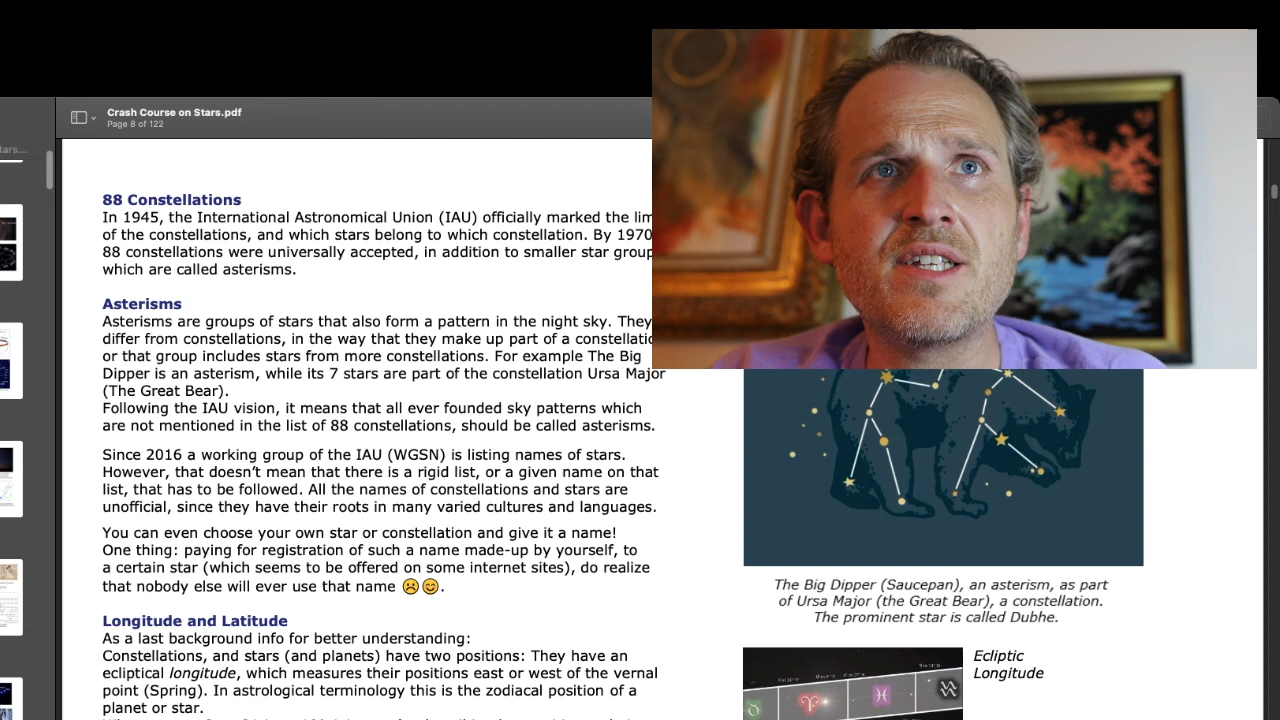 Crash Course on Stars.pdf
Page 8 of 122
tars...
88 Constellations
In 1945, the International Astronomical Union (IAU) officially marked the lim
of the constellations, and which stars belong to which constellation. By 1970
88 constellations were universally accepted, in addition to smaller star group
which are called asterisms.
Asterisms
Asterisms are groups of stars that also form a pattern in the night sky. They
differ from constellations, in the way that they make up part of a constellatio
or that group includes stars from more constellations. For example The Big
Dipper is an asterism, while its 7 stars are part of the constellation Ursa Major
(The Great Bear).
Following the IAU vision, it means that all ever founded sky patterns which
are not mentioned in the list of 88 constellations, should be called asterisms.
Since 2016 a working group of the IAU (WGSN) is listing names of stars.
However, that doesn’t mean that there is a rigid list, or a given name on that
list, that has to be followed. All the names of constellations and stars are
unofficial, since they have their roots in many varied cultures and languages.
You can even choose your own star or constellation and give it a name!
One thing: paying for registration of such a name made-up by yourself, to
a certain star (which seems to be offered on some internet sites), do realize
that nobody else will ever use that name ☹️😊.
Longitude and Latitude
As a last background info for better understanding:
Constellations, and stars (and planets) have two positions: They have an
ecliptical longitude, which measures their positions east or west of the vernal
point (Spring). In astrological terminology this is the zodiacal position of a
planet or star.
The Big Dipper (Saucepan), an asterism, as part
of Ursa Major (the Great Bear), a constellation.
The prominent star is called Dubhe.
Ecliptic
Longitude